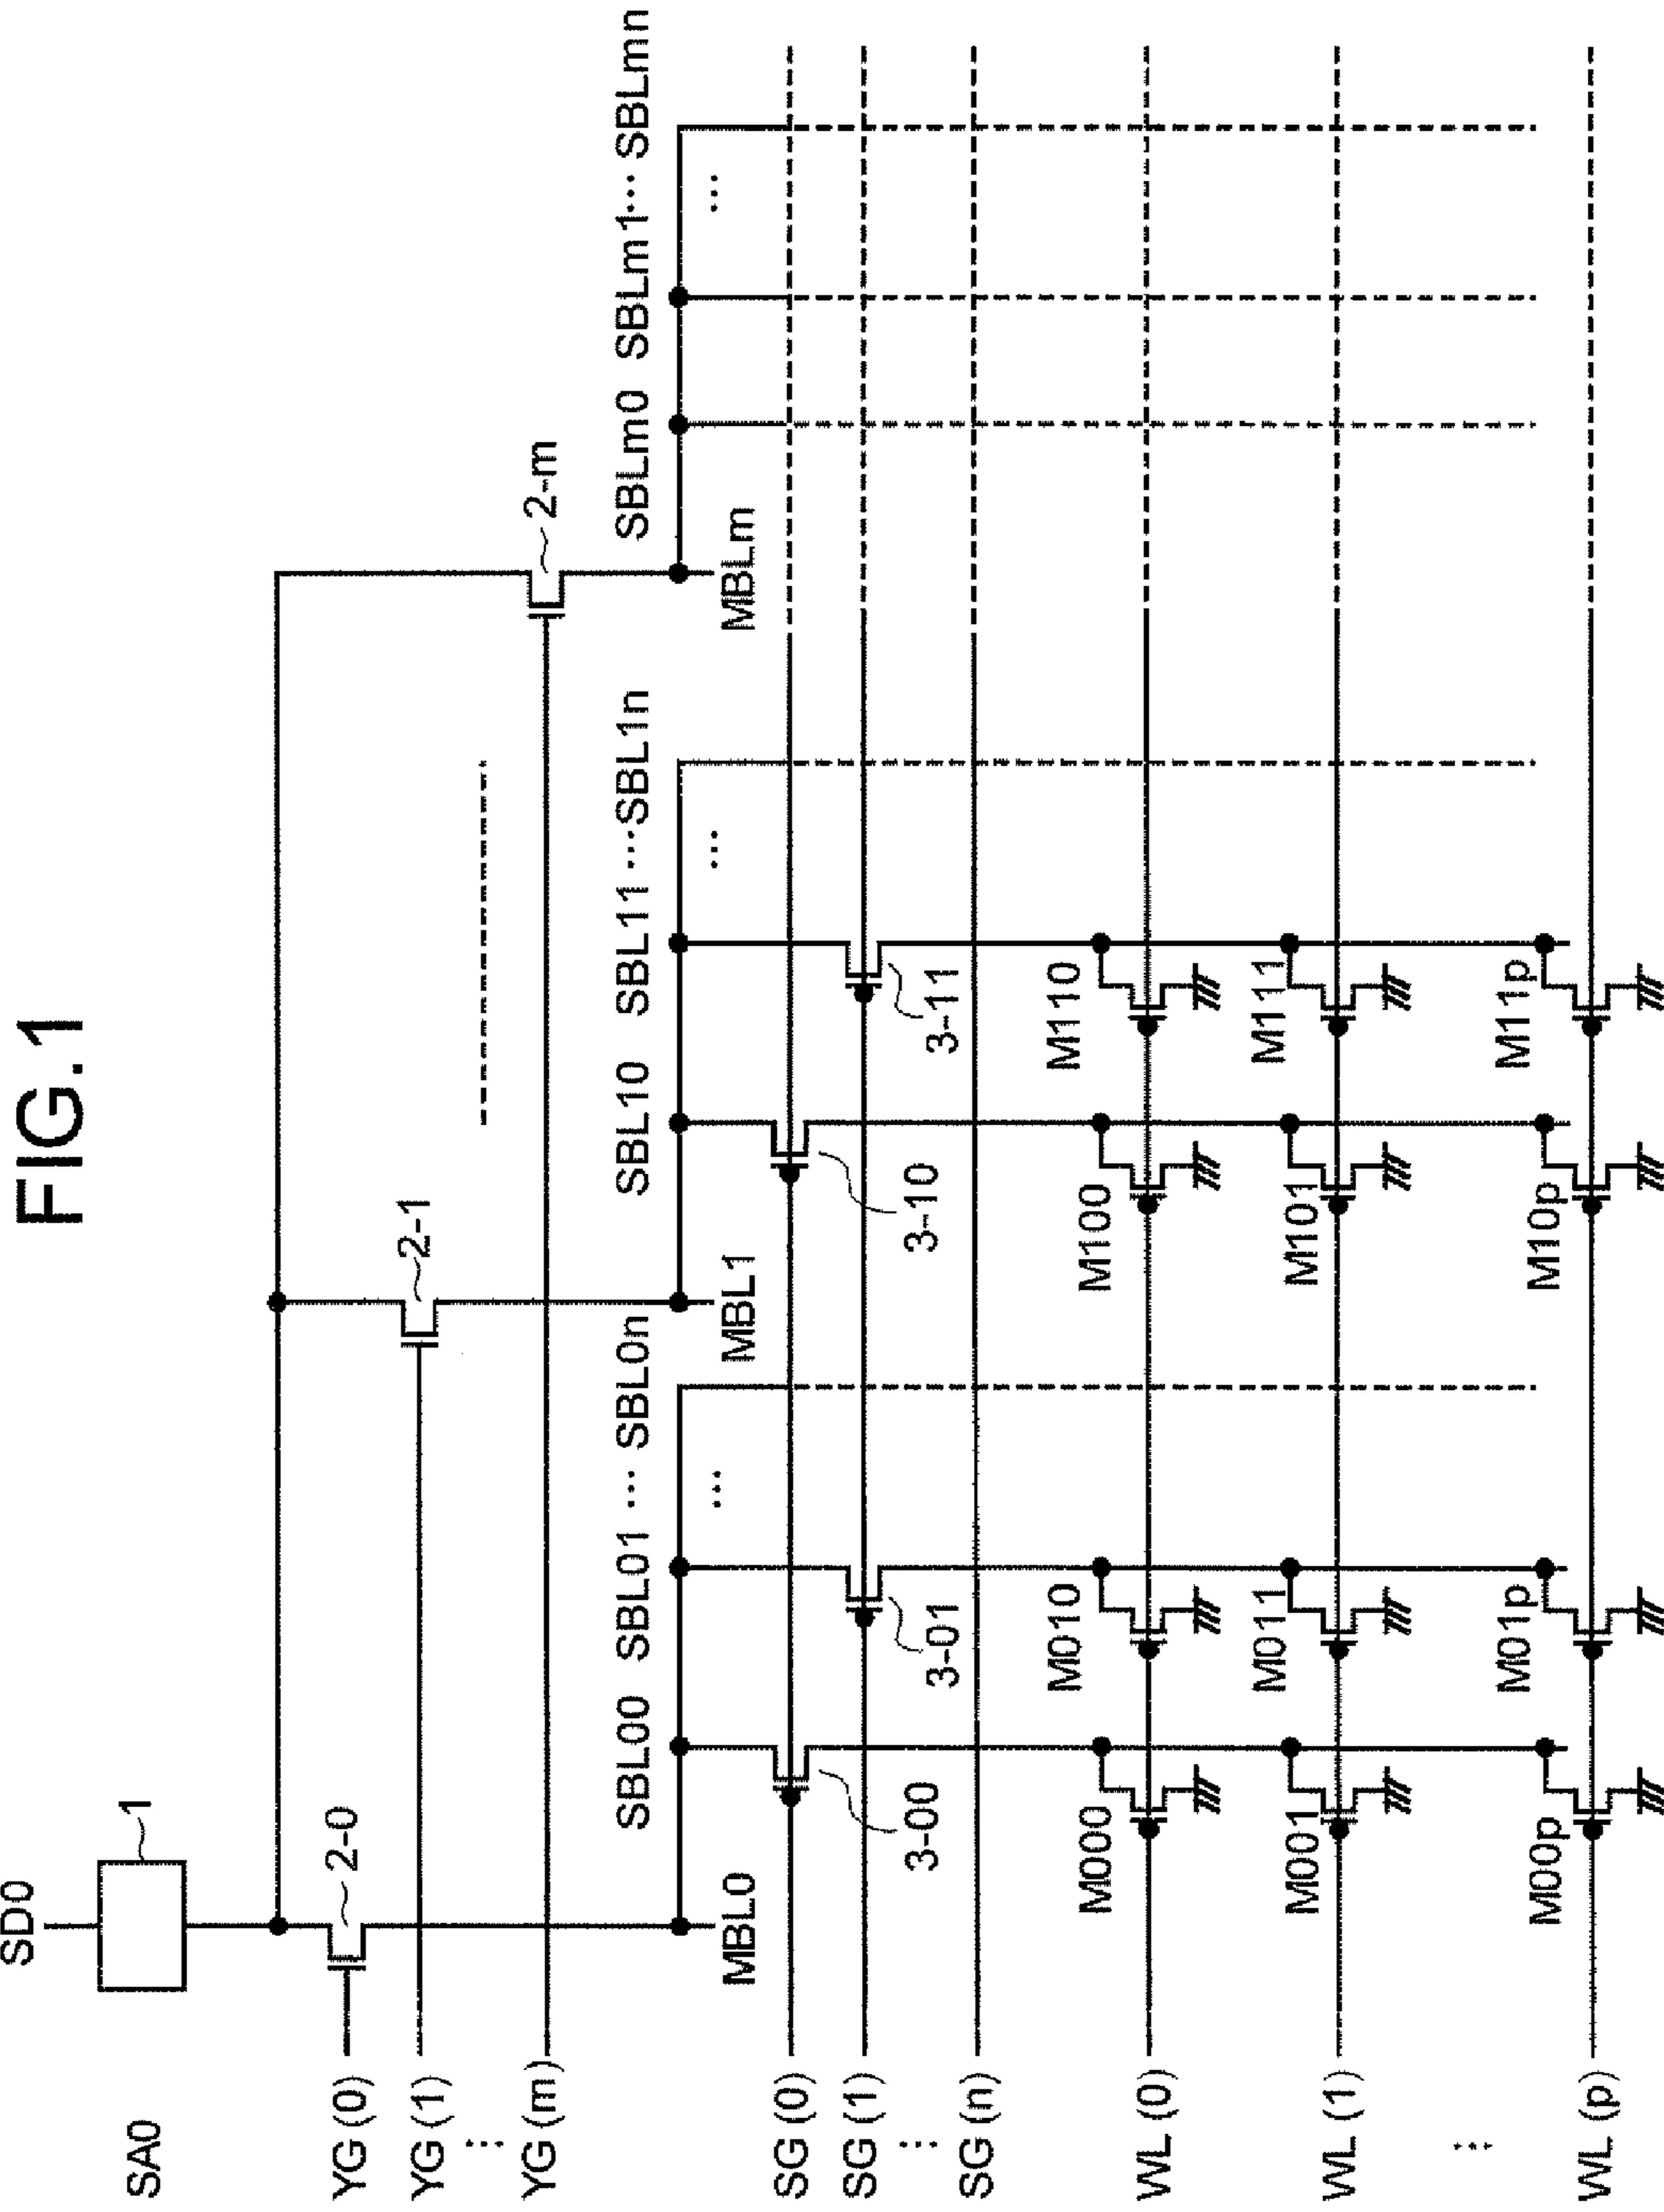 FIG.1
SD0
SA0
1
YG (0)
2-0
YG (1)
2-1
⋮
YG (m)
2-m
SBL00 SBL01 ⋯ SBL0n
SBL10 SBL11 ⋯SBL1n
SBLm0 SBLm1⋯ SBLmn
⋯
⋯
⋯
MBL0
MBL1
MBLm
SG (0)
SG (1)
⋮
SG (n)
3-00
3-01
3-10
3-11
WL (0)
M000
M010
M100
M110
WL (1)
M001
M011
M101
M111
⋮
WL (p)
M00p
M01p
M10p
M11p